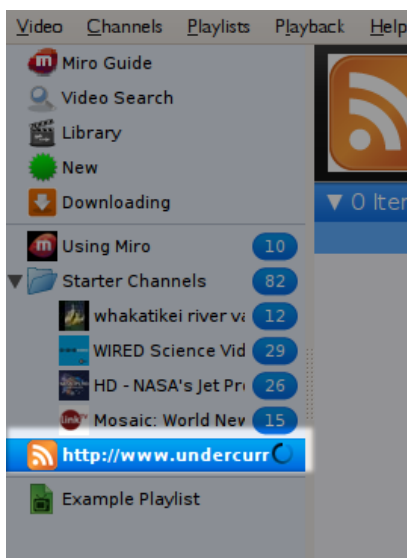 Video Channels Playlists Playback Help
Miro Guide
Video Search
Library
New
Downloading
0 Iter
Using Miro 10
Starter Channels 82
whakatikei river va 12
WIRED Science Vid 29
HD - NASA's Jet Pr 26
Mosaic: World New 15
http://www.undercurr
Example Playlist